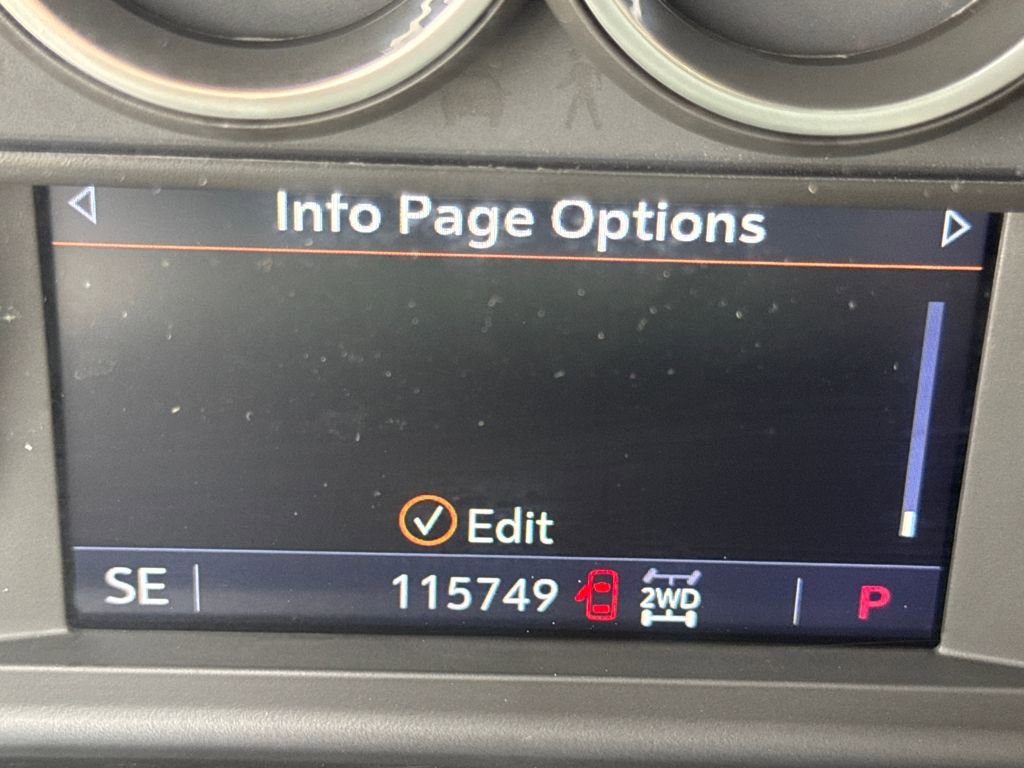 Info Page Options
Edit
SE 115749 2WD P